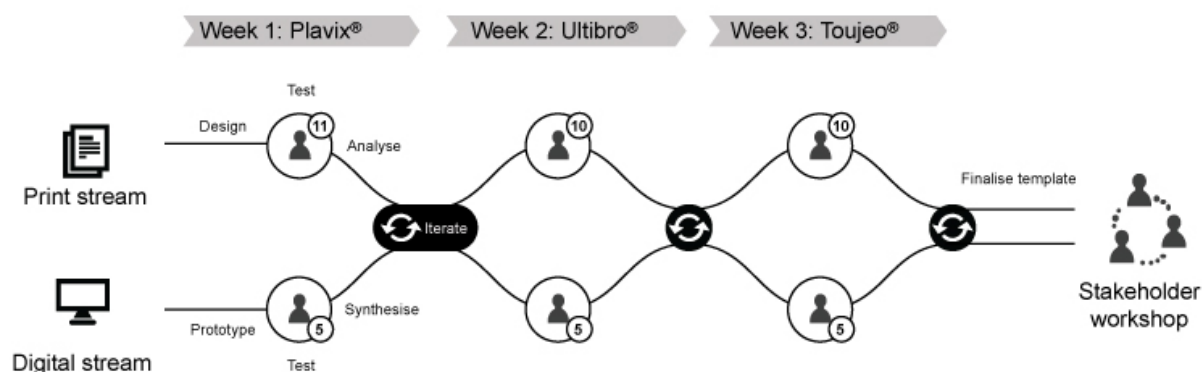 Week 1: Plavix®
Week 2: Ultibro®
Week 3: Toujeo®
Test
11
10
10
Design
Analyse
Print stream
Finalise template
Iterate
Synthesise
Prototype
5
5
5
Test
Digital stream
Stakeholder
workshop